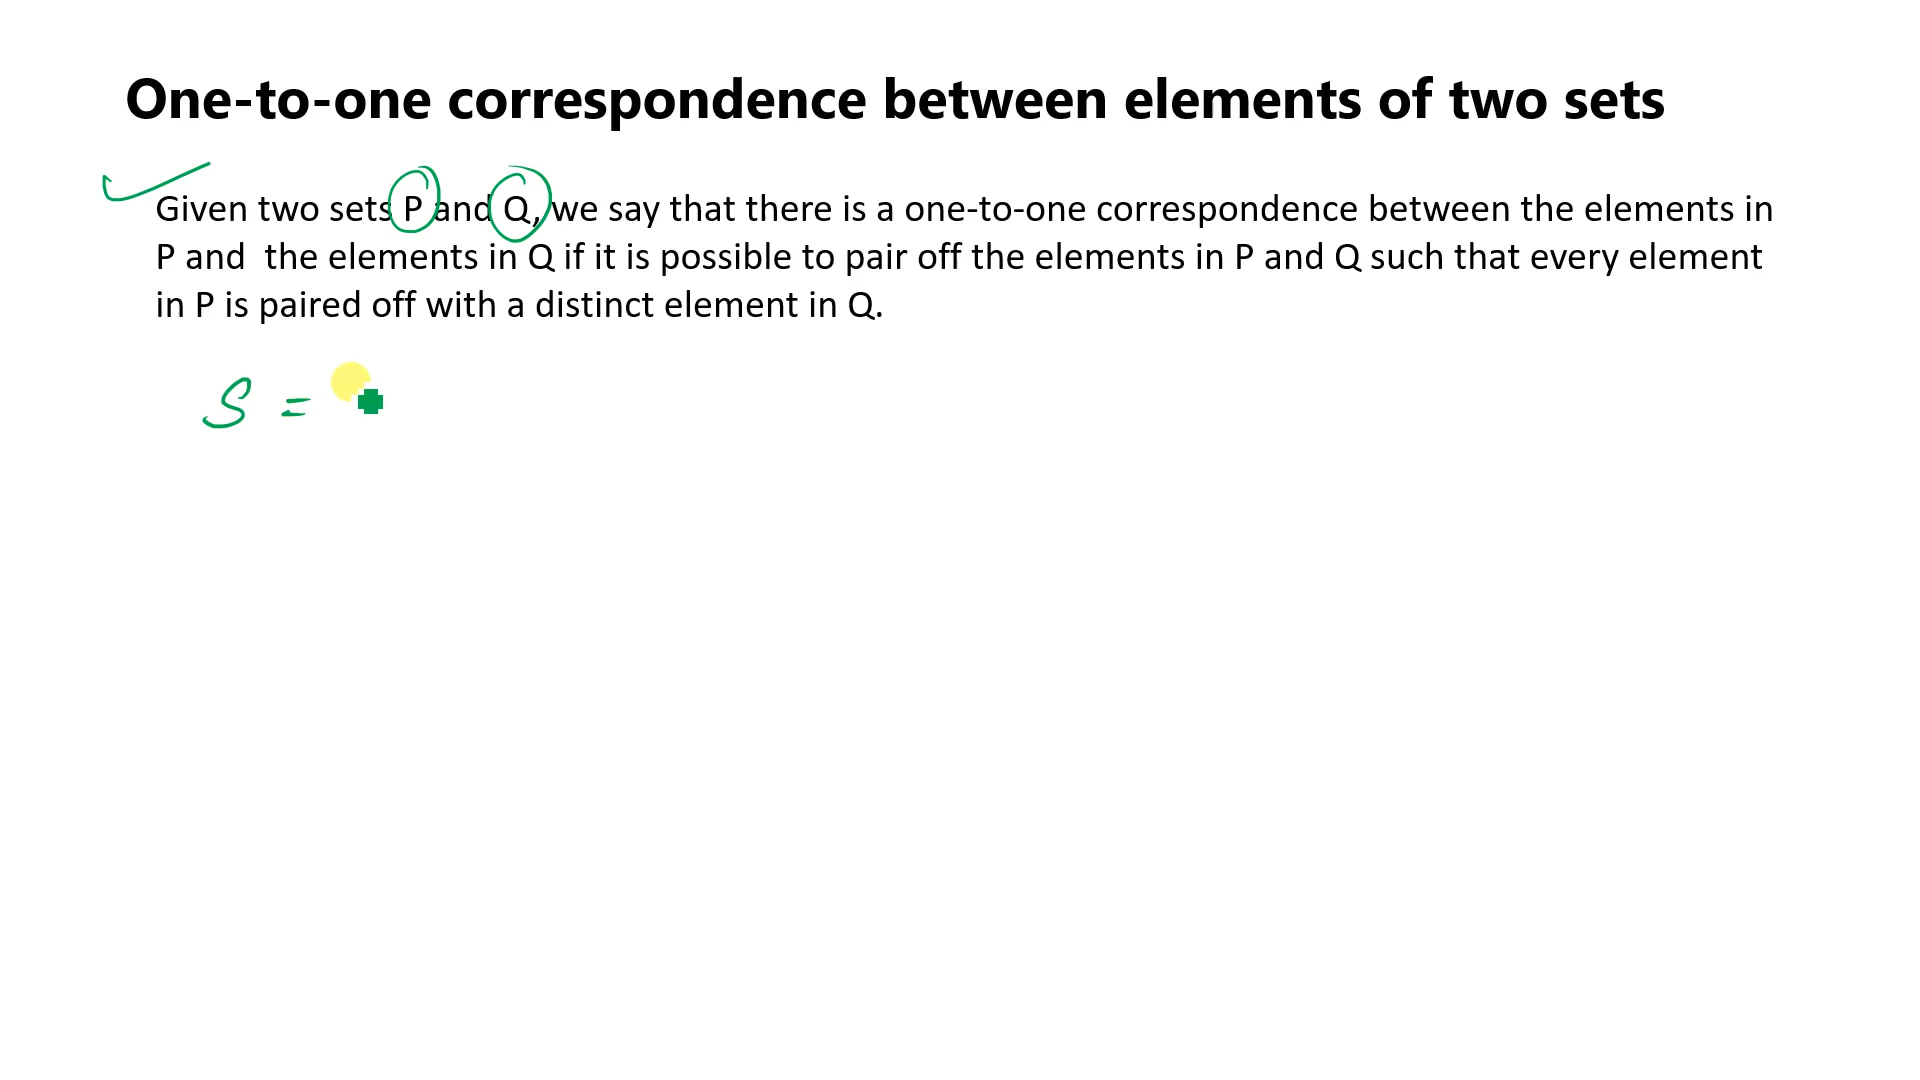 One-to-one correspondence between elements of two sets
Given two sets P and Q, we say that there is a one-to-one correspondence between the elements in
P and  the elements in Q if it is possible to pair off the elements in P and Q such that every element
in P is paired off with a distinct element in Q.
S =